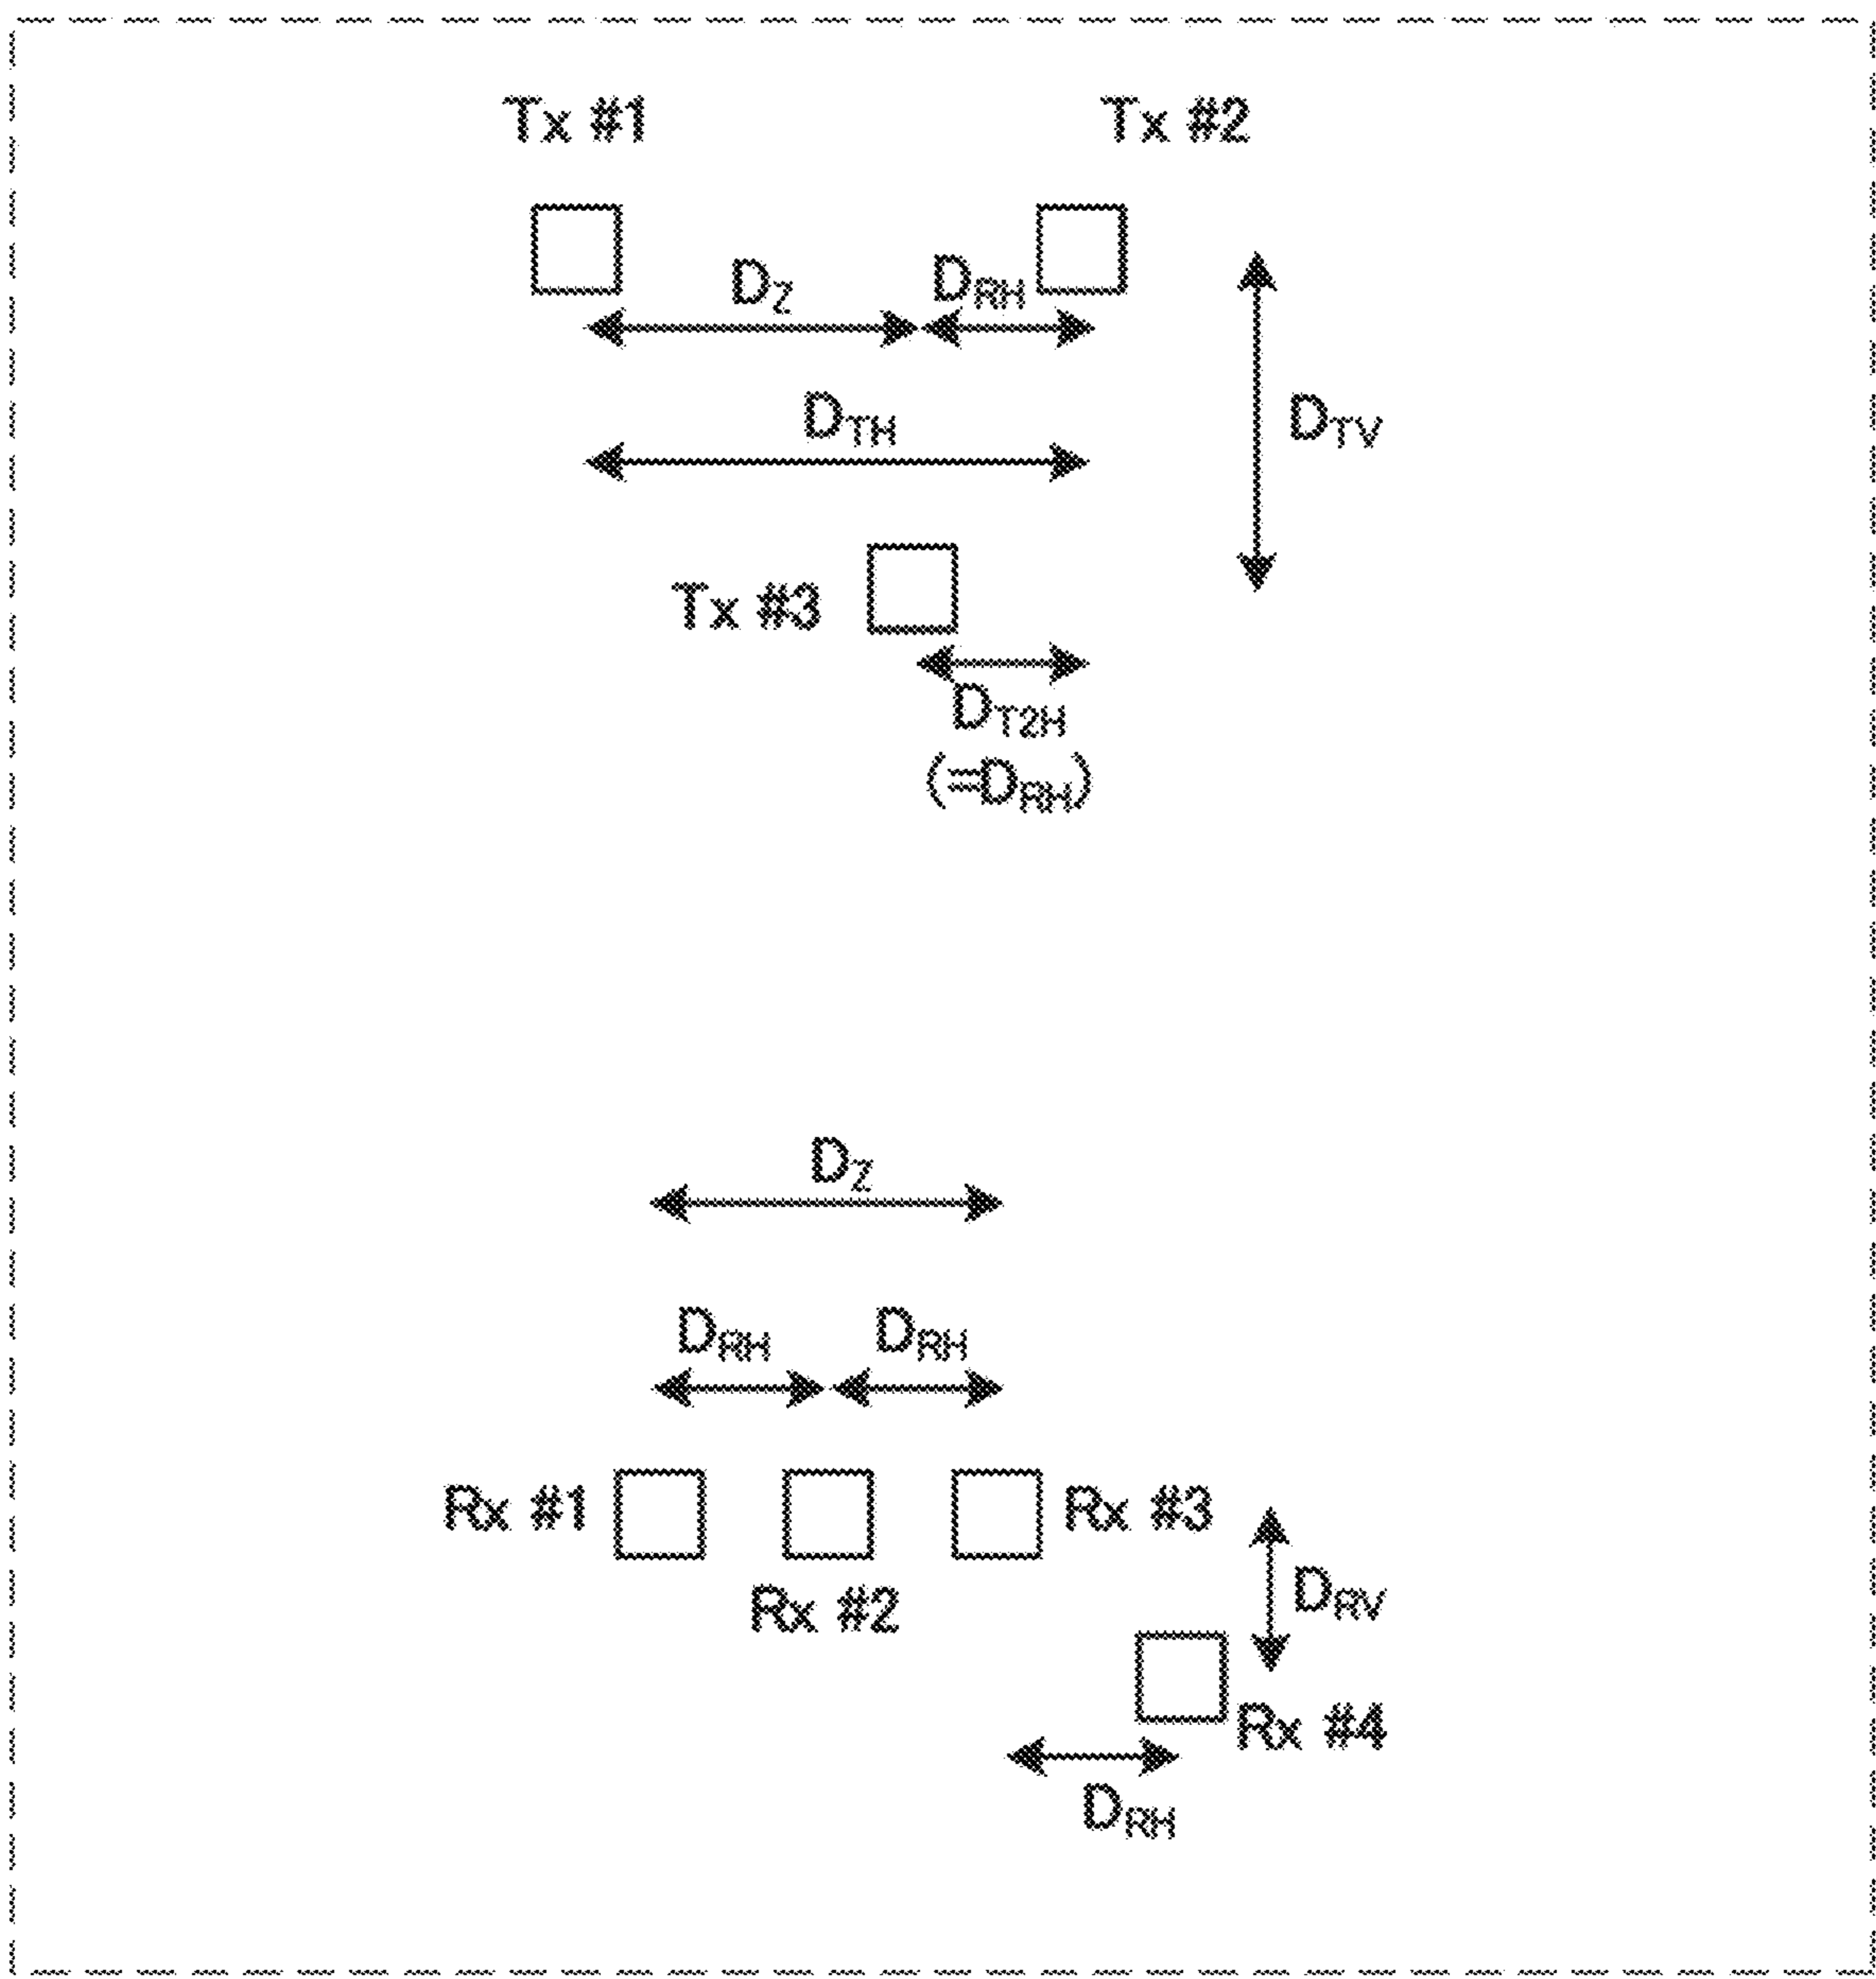 Tx #1
Tx #2
DZ
DRH
DTH
DTV
Tx #3
DT2H
(=DRH)
DZ
DRH
DRH
Rx #1
Rx #3
Rx #2
DRV
Rx #4
DRH